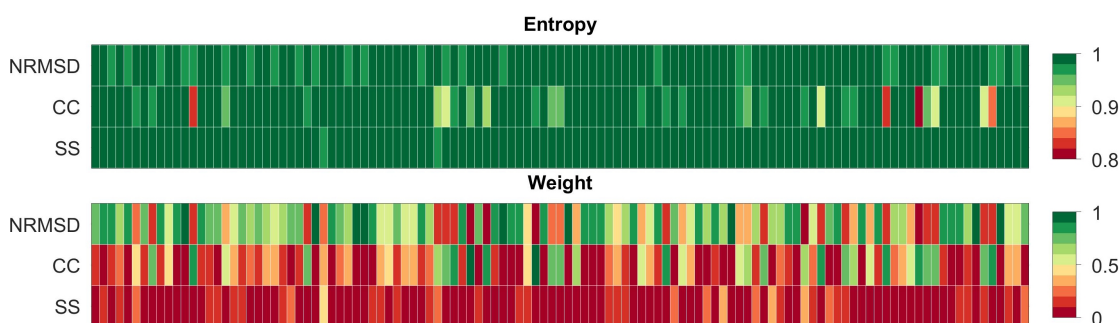 Entropy
NRMSD
CC
SS
1
0.9
0.8
Weight
NRMSD
CC
SS
1
0.5
0